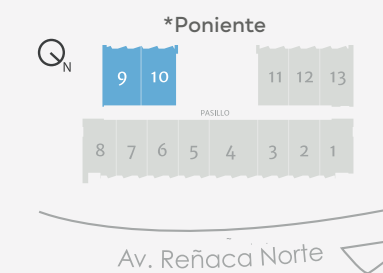 *Poniente
N
9 10 11 12 13
PASILLO
8 7 6 5 4 3 2 1
Av. Reñaca Norte